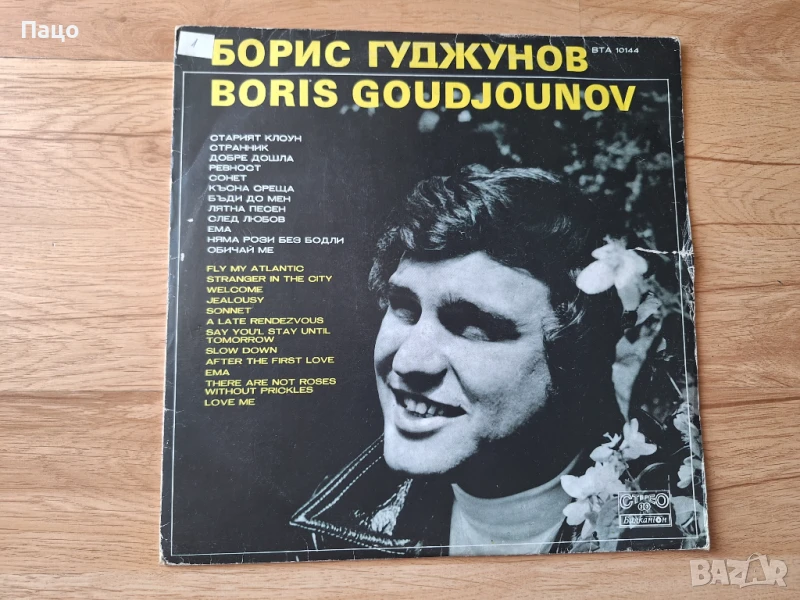 Пацо
1
БОРИС ГУДЖУНОВ
ВТА 10144
BORIS GOUDJOUNOV
СТАРИЯТ КЛОУН
СТРАННИК
ДОБРЕ ДОШЛА
РЕВНОСТ
СОНЕТ
КЪСНА СРЕЩА
БЪДИ ДО МЕН
ЛЯТНА ПЕСЕН
СЛЕД ЛЮБОВ
ЕМА
НЯМА РОЗИ БЕЗ БОДЛИ
ОБИЧАЙ МЕ
FLY MY ATLANTIC
STRANGER IN THE CITY
WELCOME
JEALOUSY
SONNET
A LATE RENDEZVOUS
SAY YOU'L STAY UNTIL
TOMORROW
SLOW DOWN
AFTER THE FIRST LOVE
EMA
THERE ARE NOT ROSES
WITHOUT PRICKLES
LOVE ME
СТЕРЕО
Балкантон
BAZAR